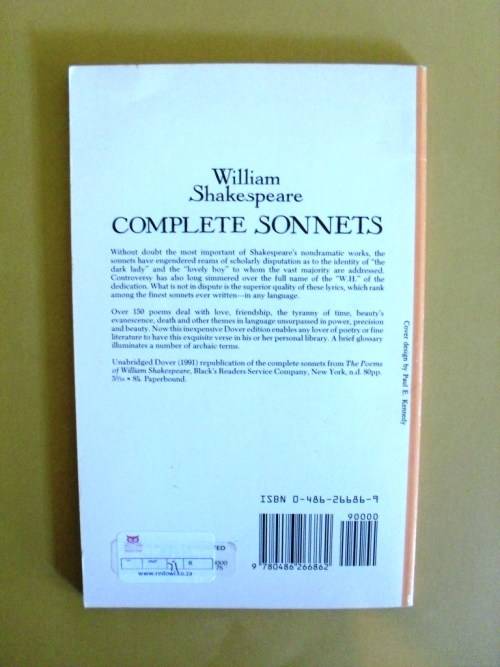 William
Shakespeare
COMPLETE SONNETS
Without doubt the most important of Shakespeare's nondramatic works, the
sonnets have engendered reams of scholarly disputation as to the identity of "the
dark lady" and the "lovely boy" to whom the vast majority are addressed.
Controversy has also long simmered over the full name of the "W.H." of the
dedication. What is not in dispute is the superior quality of these lyrics, which rank
among the finest sonnets ever written—in any language.
Over 150 poems deal with love, friendship, the tyranny of time, beauty's
evanescence, death and other themes in language unsurpassed in power, precision
and beauty. Now this inexpensive Dover edition enables any lover of poetry or fine
literature to have this exquisite verse in his or her personal library. A brief glossary
illuminates a number of archaic terms.
Unabridged Dover (1991) republication of the complete sonnets from The Poems
of William Shakespeare, Black's Readers Service Company, New York, n.d. 80pp.
Paperbound.
Cover design by Paul E. Kennedy
ISBN 0-486-26686-9
90000
9 780486 266862
www.redowl.co.za